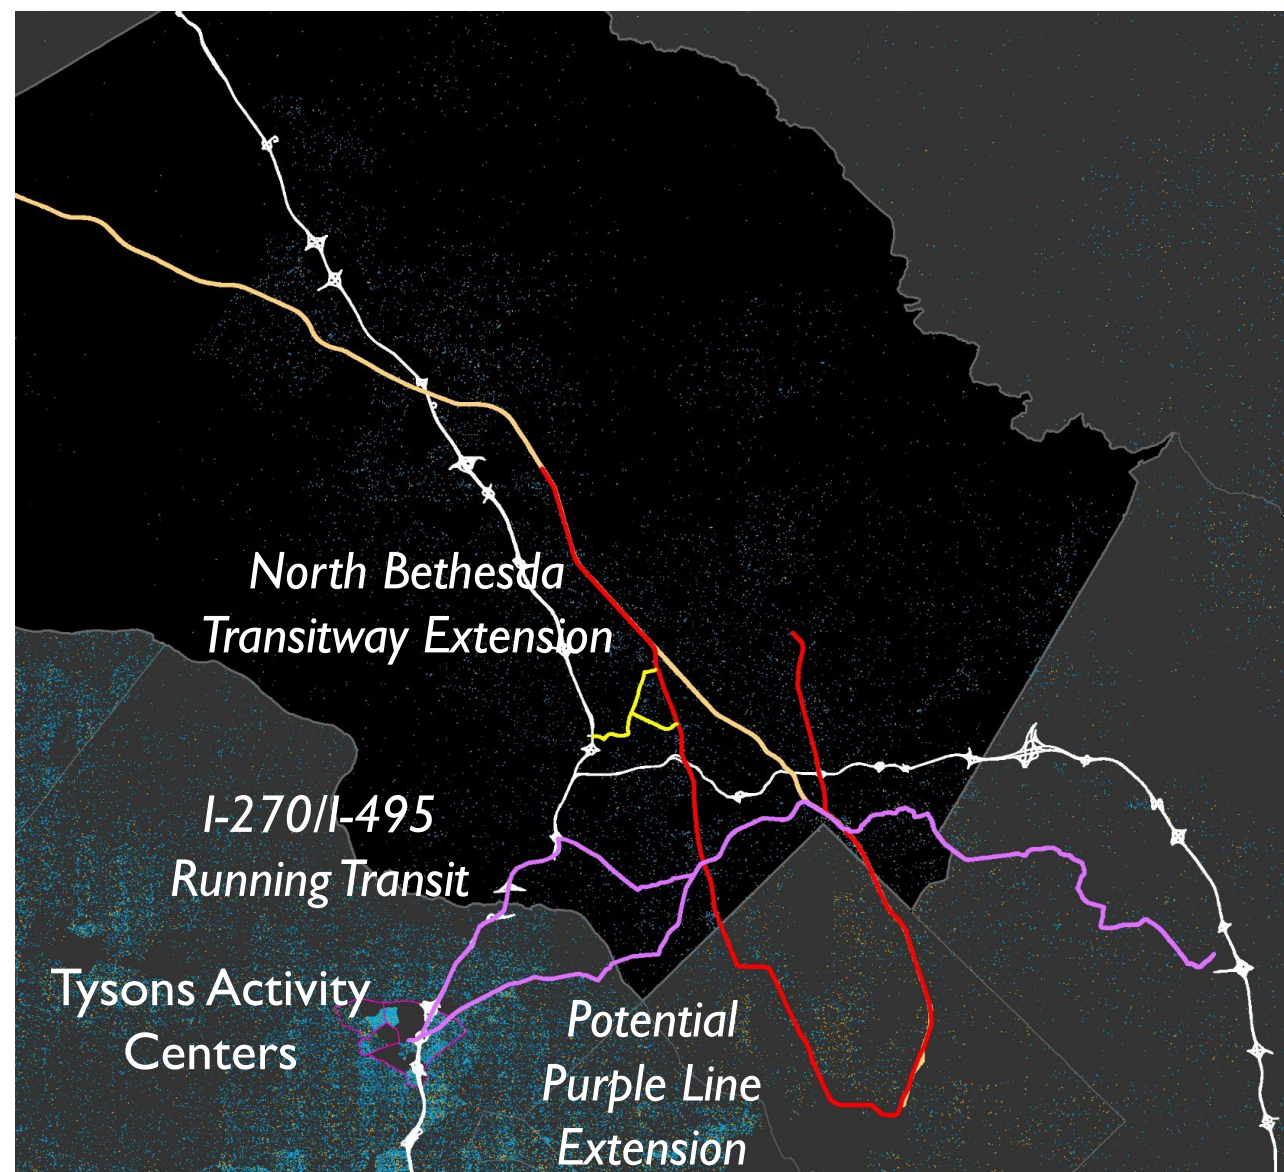 North Bethesda
Transitway Extension
I-270/I-495
Running Transit
Tysons Activity
Centers
Potential
Purple Line
Extension